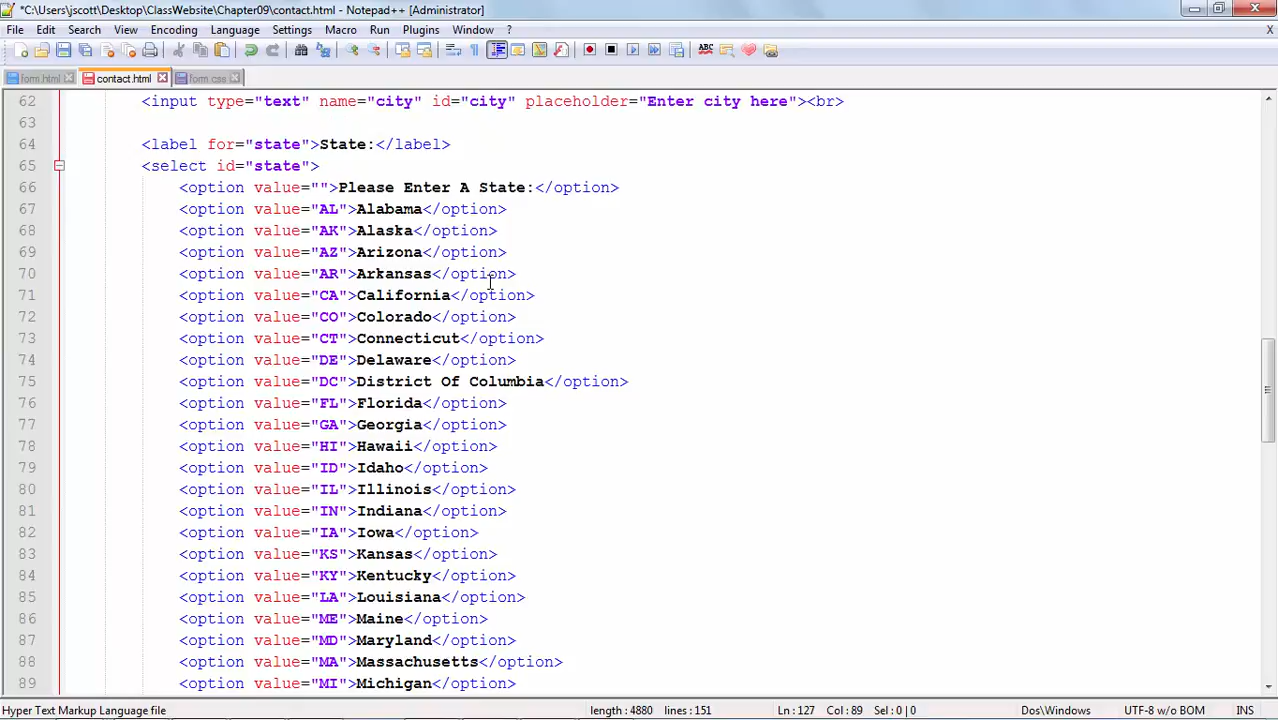 *C:\Users\jscott\Desktop\ClassWebsite\Chapter09\contact.html - Notepad++ [Administrator]
File Edit Search View Encoding Language Settings Macro Run Plugins Window ? X
form.html contact.html form.css
62 <input type="text" name="city" id="city" placeholder="Enter city here"><br>
63
64 <label for="state">State:</label>
65 <select id="state">
66 <option value="">Please Enter A State:</option>
67 <option value="AL">Alabama</option>
68 <option value="AK">Alaska</option>
69 <option value="AZ">Arizona</option>
70 <option value="AR">Arkansas</option>
71 <option value="CA">California</option>
72 <option value="CO">Colorado</option>
73 <option value="CT">Connecticut</option>
74 <option value="DE">Delaware</option>
75 <option value="DC">District Of Columbia</option>
76 <option value="FL">Florida</option>
77 <option value="GA">Georgia</option>
78 <option value="HI">Hawaii</option>
79 <option value="ID">Idaho</option>
80 <option value="IL">Illinois</option>
81 <option value="IN">Indiana</option>
82 <option value="IA">Iowa</option>
83 <option value="KS">Kansas</option>
84 <option value="KY">Kentucky</option>
85 <option value="LA">Louisiana</option>
86 <option value="ME">Maine</option>
87 <option value="MD">Maryland</option>
88 <option value="MA">Massachusetts</option>
89 <option value="MI">Michigan</option>
Hyper Text Markup Language file length : 4880 lines : 151 Ln : 127 Col : 89 Sel : 0 | 0 Dos\Windows UTF-8 w/o BOM INS